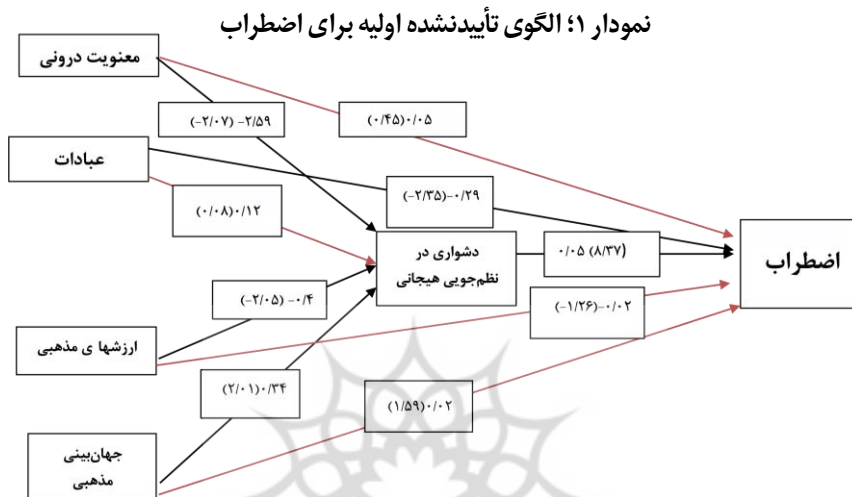 نمودار ۱؛ الگوی تأییدنشده اولیه برای اضطراب
معنویت درونی
(-۲/۰۷) -۲/۵۹
(۰/۴۵)۰/۰۵
عبادات
(-۲/۳۵)-۰/۲۹
(۰/۰۸)۰/۱۲
دشواری در
نظم‌جویی هیجانی
۰/۰۵ (۸/۳۷)
اضطراب
(-۲/۰۵) -۰/۴
(-۱/۲۶)-۰/۰۲
ارزشها ی مذهبی
(۲/۰۱)۰/۳۴
(۱/۵۹)۰/۰۲
جهان‌بینی
مذهبی